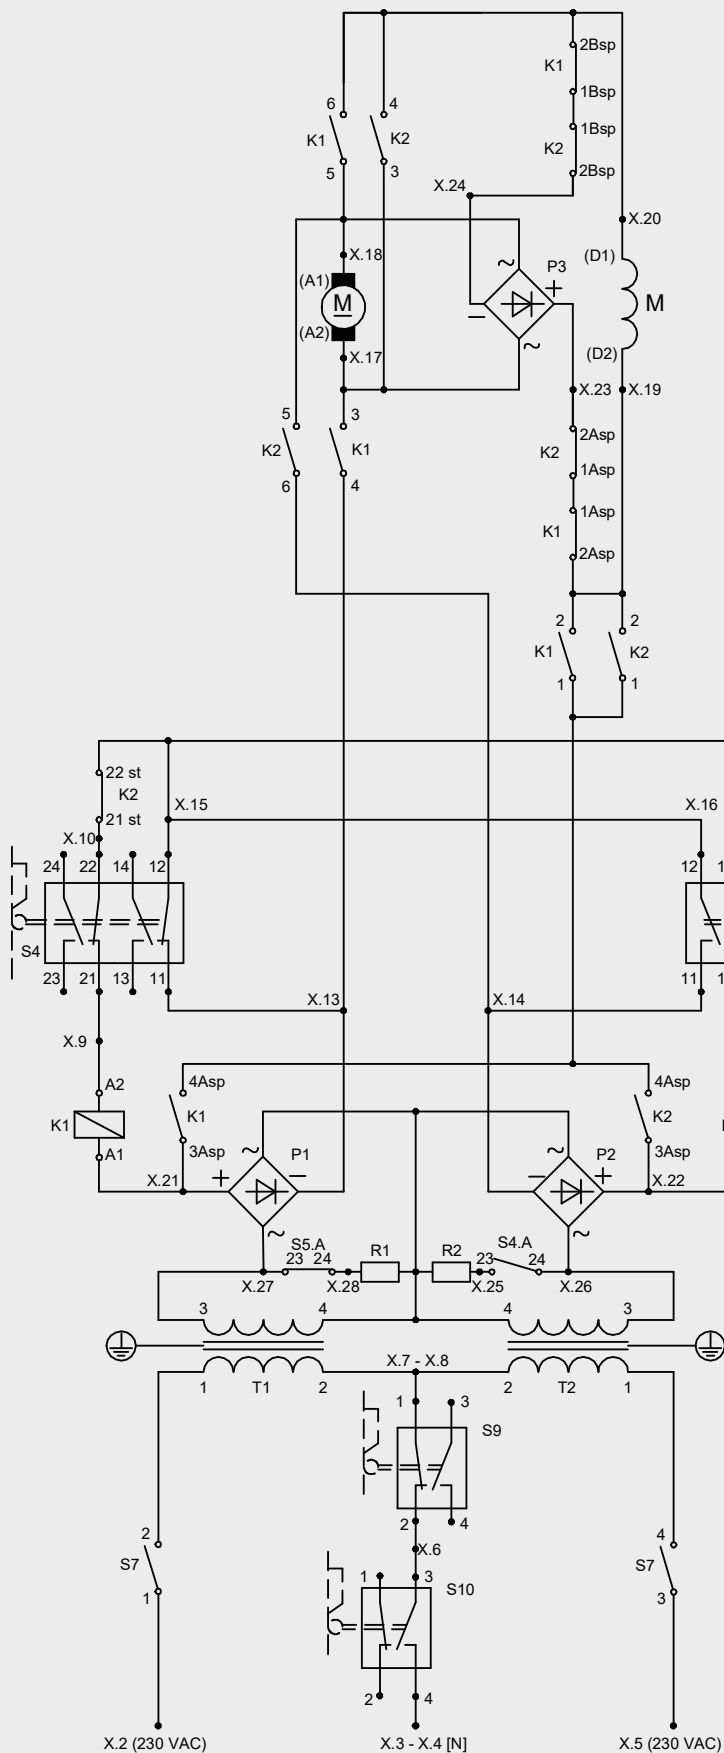 2Bsp
K1
1Bsp
6 4
1Bsp
K1 K2
K2
5 3
2Bsp
X.24
X.20
X.18
(D1)
P3
(A1)
~
+
M
M
−
(A2)
~
(D2)
X.17
X.23 X.19
5 3
2Asp
K2 K1
K2
1Asp
6 4
1Asp
K1
2Asp
2 2
K1 K2
1 1
22 st
K2
X.15 X.16
21 st
X.10
24 22 14 12 12 1
S4
23 21 13 11 11 1
X.13 X.14
X.9
A2 4Asp 4Asp
K1 K1 K2
A1 3Asp 3Asp
~ P1 ~ P2
X.21 + − − + X.22
~ ~
S5.A R1 R2 S4.A
23 24 23 24
X.27 X.28 X.25 X.26
3 4 4 3
X.7 - X.8
1 T1 2 2 T2 1
1 3
S9
2 4
X.6
2 4
1 3
S7 S10 S7
1 3
2 4
X.2 (230 VAC) X.3 - X.4 [N] X.5 (230 VAC)